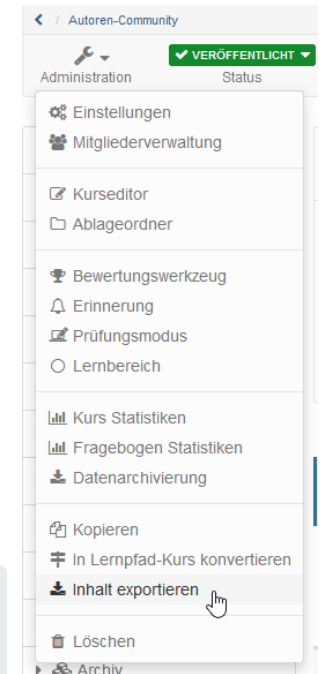 / Autoren-Community
Administration
VERÖFFENTLICHT
Status
Einstellungen
Mitgliederverwaltung
Kurseditor
Ablageordner
Bewertungswerkzeug
Erinnerung
Prüfungsmodus
Lernbereich
Kurs Statistiken
Fragebogen Statistiken
Datenarchivierung
Kopieren
In Lernpfad-Kurs konvertieren
Inhalt exportieren
Löschen
Archiv